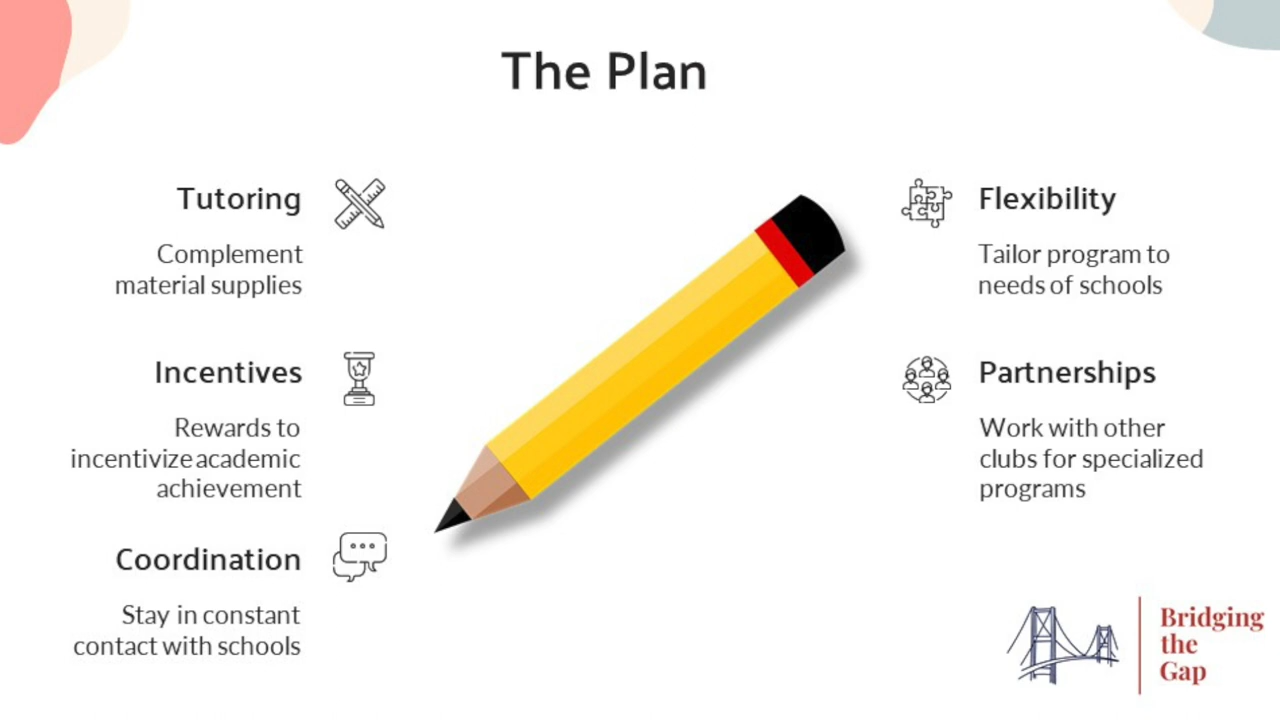 The Plan
Tutoring
Complement
material supplies
Incentives
Rewards to
incentivize academic
achievement
Coordination
Stay in constant
contact with schools
Flexibility
Tailor program to
needs of schools
Partnerships
Work with other
clubs for specialized
programs
Bridging
the
Gap